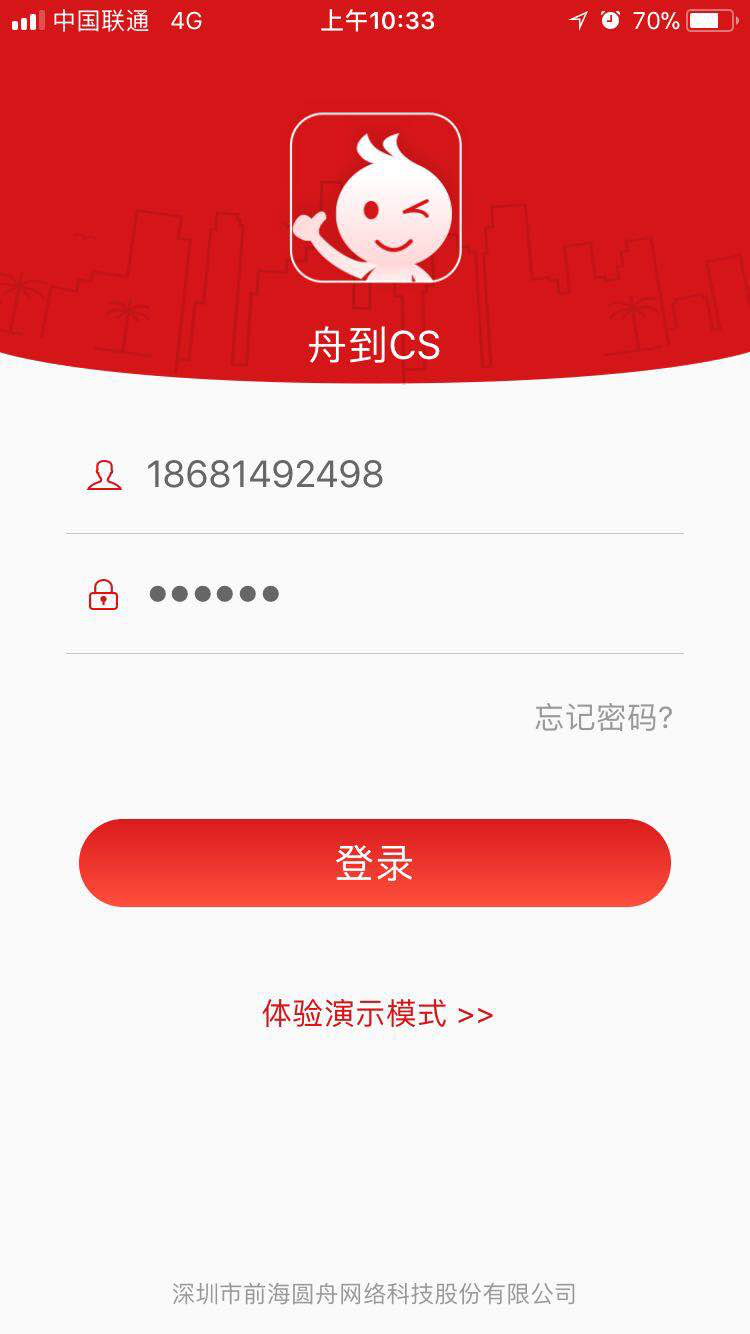 中国联通 4G 上午10:33 70%
舟到CS
18681492498
●●●●●●
忘记密码?
登录
体验演示模式 >>
深圳市前海圆舟网络科技股份有限公司